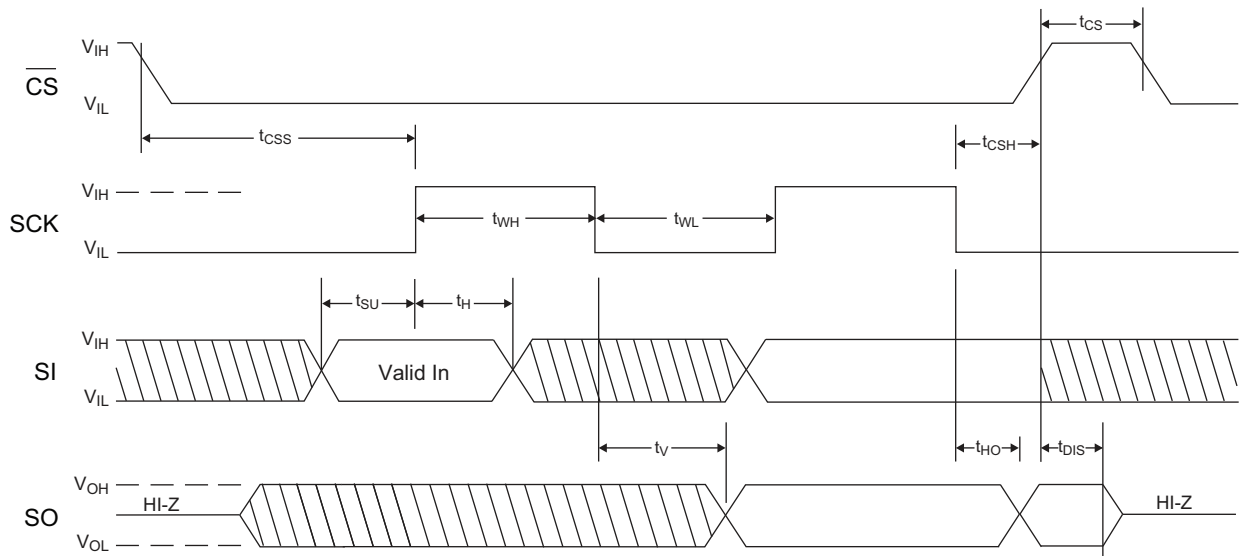 tCS
VIH
CS
VIL
tCSS
tCSH
VIH
SCK
tWH
tWL
VIL
tSU
tH
VIH
SI
Valid In
VIL
tV
tHO
tDIS
VOH
HI-Z
HI-Z
SO
VOL